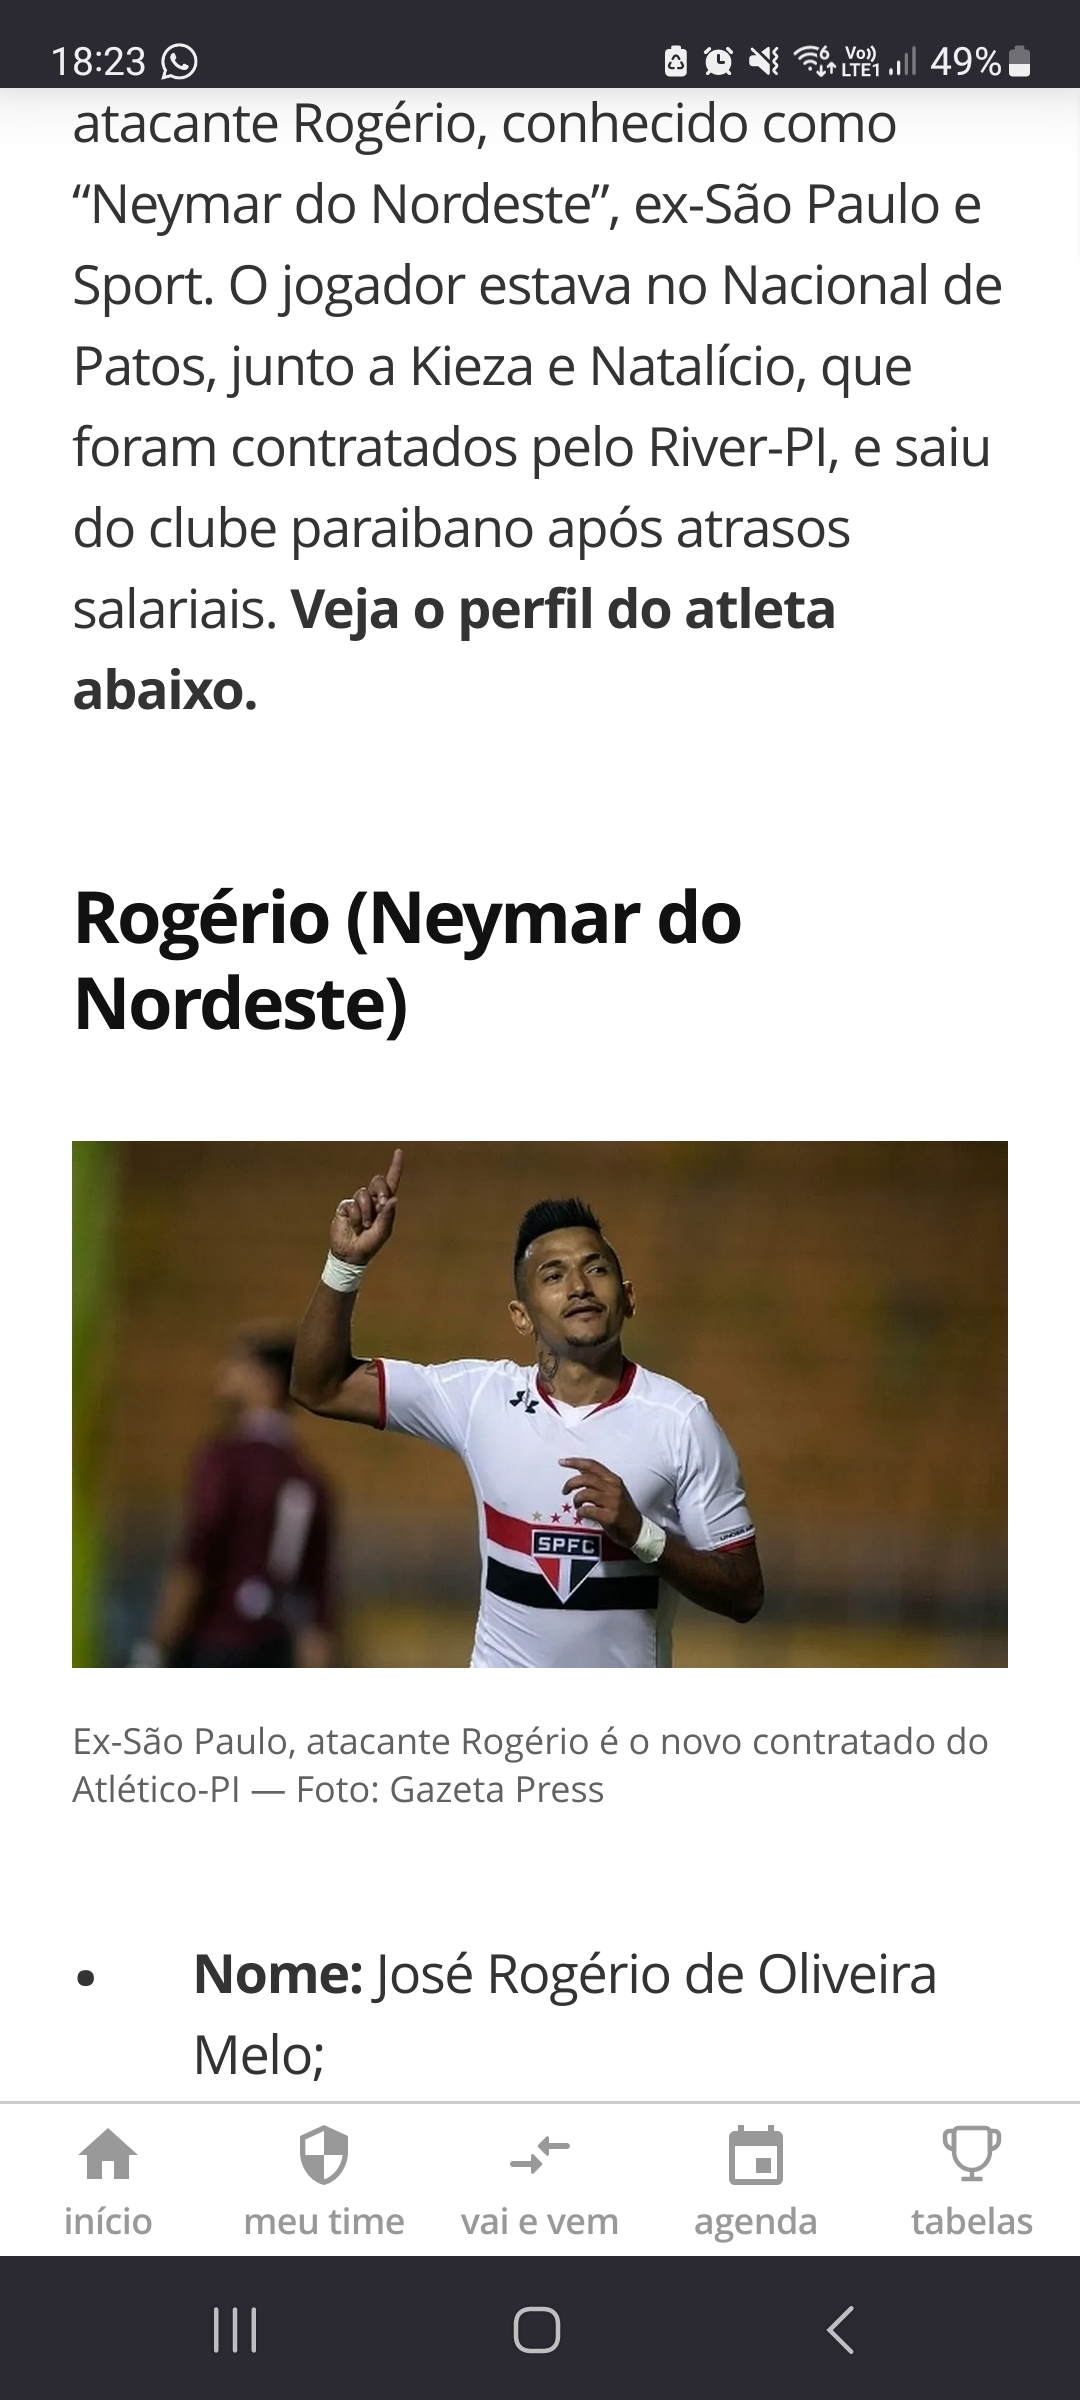 18:23
Vo))
LTE1
6
49%
atacante Rogério, conhecido como
“Neymar do Nordeste”, ex-São Paulo e
Sport. O jogador estava no Nacional de
Patos, junto a Kieza e Natalício, que
foram contratados pelo River-PI, e saiu
do clube paraibano após atrasos
salariais. Veja o perfil do atleta
abaixo.
Rogério (Neymar do
Nordeste)
SPFC
Ex-São Paulo, atacante Rogério é o novo contratado do
Atlético-PI — Foto: Gazeta Press
• Nome: José Rogério de Oliveira
Melo;
início
meu time
vai e vem
agenda
tabelas